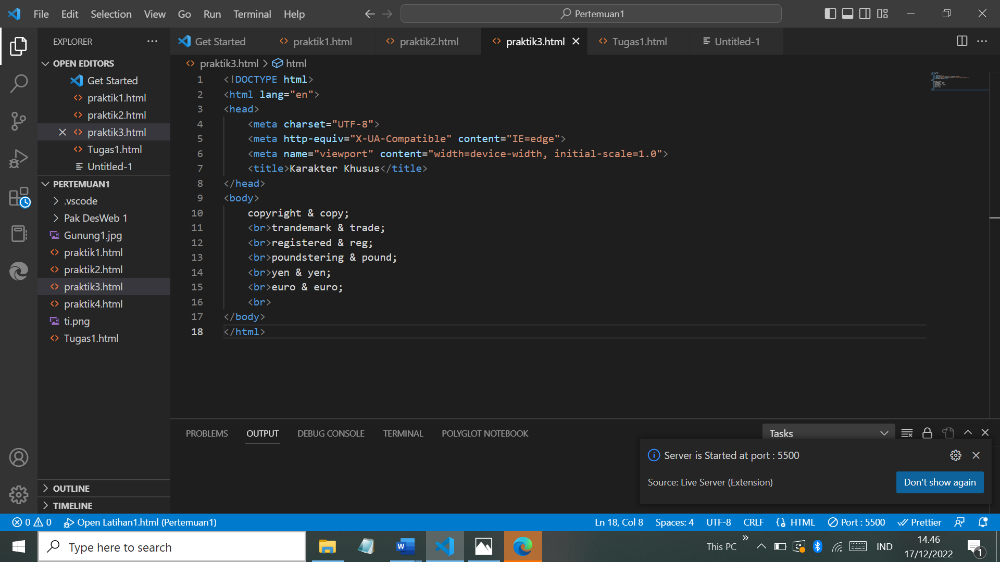 File Edit Selection View Go Run Terminal Help
Pertemuan1
EXPLORER
OPEN EDITORS
Get Started
praktik1.html
praktik2.html
praktik3.html
Tugas1.html
Untitled-1
PERTEMUAN1
.vscode
Pak DesWeb 1
Gunung1.jpg
praktik1.html
praktik2.html
praktik3.html
praktik4.html
ti.png
Tugas1.html
OUTLINE
TIMELINE
Get Started praktik1.html praktik2.html praktik3.html Tugas1.html Untitled-1
praktik3.html > html
1 <!DOCTYPE html>
2 <html lang="en">
3 <head>
4 <meta charset="UTF-8">
5 <meta http-equiv="X-UA-Compatible" content="IE=edge">
6 <meta name="viewport" content="width=device-width, initial-scale=1.0">
7 <title>Karakter Khusus</title>
8 </head>
9 <body>
10 copyright & copy;
11 <br>trandemark & trade;
12 <br>registered & reg;
13 <br>poundstering & pound;
14 <br>yen & yen;
15 <br>euro & euro;
16 <br>
17 </body>
18 </html>
PROBLEMS OUTPUT DEBUG CONSOLE TERMINAL POLYGLOT NOTEBOOK
Tasks
Server is Started at port : 5500
Source: Live Server (Extension)
Don't show again
0 0 Open Latihan1.html (Pertemuan1)
Ln 18, Col 8 Spaces: 4 UTF-8 CRLF HTML Port : 5500 Prettier
Type here to search
This PC
IND
14.46
17/12/2022
1